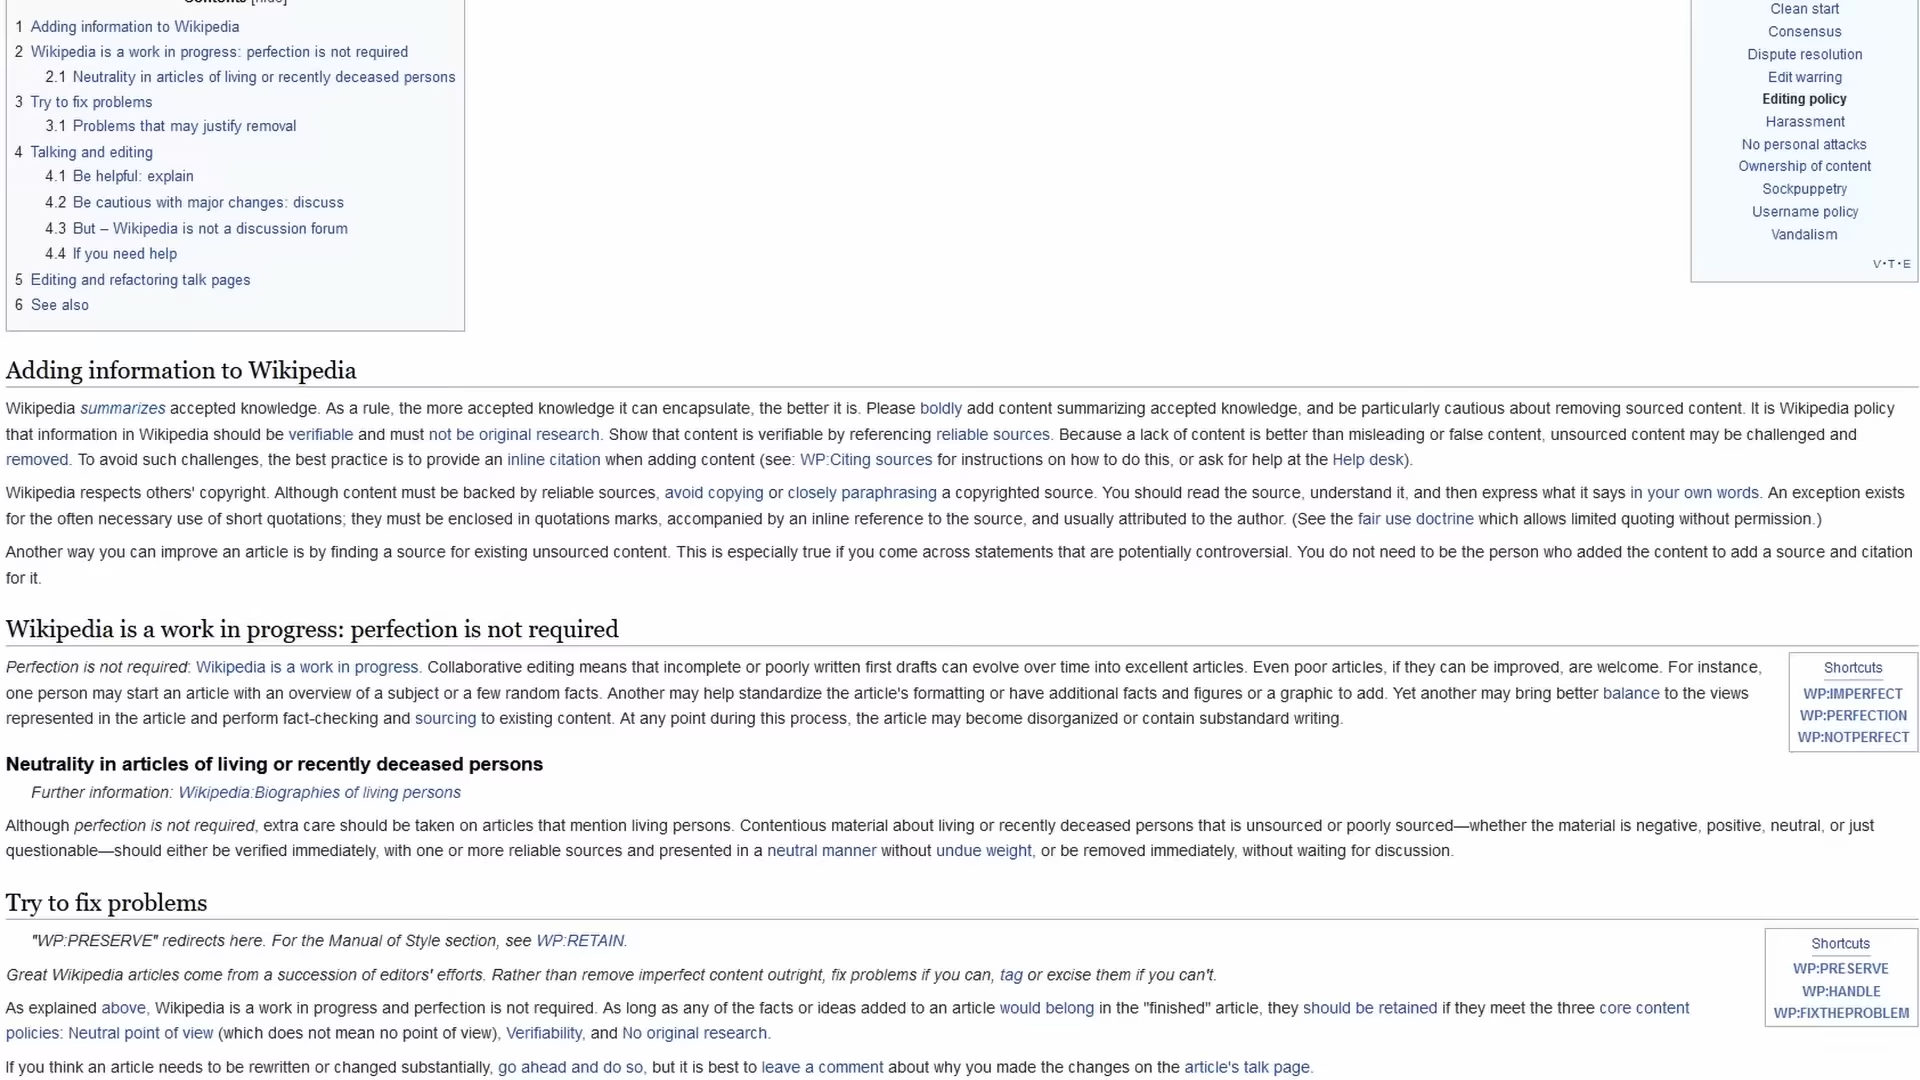 Contents [hide]
1 Adding information to Wikipedia
2 Wikipedia is a work in progress: perfection is not required
2.1 Neutrality in articles of living or recently deceased persons
3 Try to fix problems
3.1 Problems that may justify removal
4 Talking and editing
4.1 Be helpful: explain
4.2 Be cautious with major changes: discuss
4.3 But – Wikipedia is not a discussion forum
4.4 If you need help
5 Editing and refactoring talk pages
6 See also
Clean start
Consensus
Dispute resolution
Edit warring
Editing policy
Harassment
No personal attacks
Ownership of content
Sockpuppetry
Username policy
Vandalism
V·T·E
Adding information to Wikipedia
Wikipedia summarizes accepted knowledge. As a rule, the more accepted knowledge it can encapsulate, the better it is. Please boldly add content summarizing accepted knowledge, and be particularly cautious about removing sourced content. It is Wikipedia policy
that information in Wikipedia should be verifiable and must not be original research. Show that content is verifiable by referencing reliable sources. Because a lack of content is better than misleading or false content, unsourced content may be challenged and
removed. To avoid such challenges, the best practice is to provide an inline citation when adding content (see: WP:Citing sources for instructions on how to do this, or ask for help at the Help desk).
Wikipedia respects others' copyright. Although content must be backed by reliable sources, avoid copying or closely paraphrasing a copyrighted source. You should read the source, understand it, and then express what it says in your own words. An exception exists
for the often necessary use of short quotations; they must be enclosed in quotations marks, accompanied by an inline reference to the source, and usually attributed to the author. (See the fair use doctrine which allows limited quoting without permission.)
Another way you can improve an article is by finding a source for existing unsourced content. This is especially true if you come across statements that are potentially controversial. You do not need to be the person who added the content to add a source and citation
for it.
Wikipedia is a work in progress: perfection is not required
Perfection is not required: Wikipedia is a work in progress. Collaborative editing means that incomplete or poorly written first drafts can evolve over time into excellent articles. Even poor articles, if they can be improved, are welcome. For instance,
one person may start an article with an overview of a subject or a few random facts. Another may help standardize the article's formatting or have additional facts and figures or a graphic to add. Yet another may bring better balance to the views
represented in the article and perform fact-checking and sourcing to existing content. At any point during this process, the article may become disorganized or contain substandard writing.
Shortcuts
WP:IMPERFECT
WP:PERFECTION
WP:NOTPERFECT
Neutrality in articles of living or recently deceased persons
Further information: Wikipedia:Biographies of living persons
Although perfection is not required, extra care should be taken on articles that mention living persons. Contentious material about living or recently deceased persons that is unsourced or poorly sourced—whether the material is negative, positive, neutral, or just
questionable—should either be verified immediately, with one or more reliable sources and presented in a neutral manner without undue weight, or be removed immediately, without waiting for discussion.
Try to fix problems
"WP:PRESERVE" redirects here. For the Manual of Style section, see WP:RETAIN.
Great Wikipedia articles come from a succession of editors' efforts. Rather than remove imperfect content outright, fix problems if you can, tag or excise them if you can't.
As explained above, Wikipedia is a work in progress and perfection is not required. As long as any of the facts or ideas added to an article would belong in the "finished" article, they should be retained if they meet the three core content
policies: Neutral point of view (which does not mean no point of view), Verifiability, and No original research.
If you think an article needs to be rewritten or changed substantially, go ahead and do so, but it is best to leave a comment about why you made the changes on the article's talk page.
Shortcuts
WP:PRESERVE
WP:HANDLE
WP:FIXTHEPROBLEM